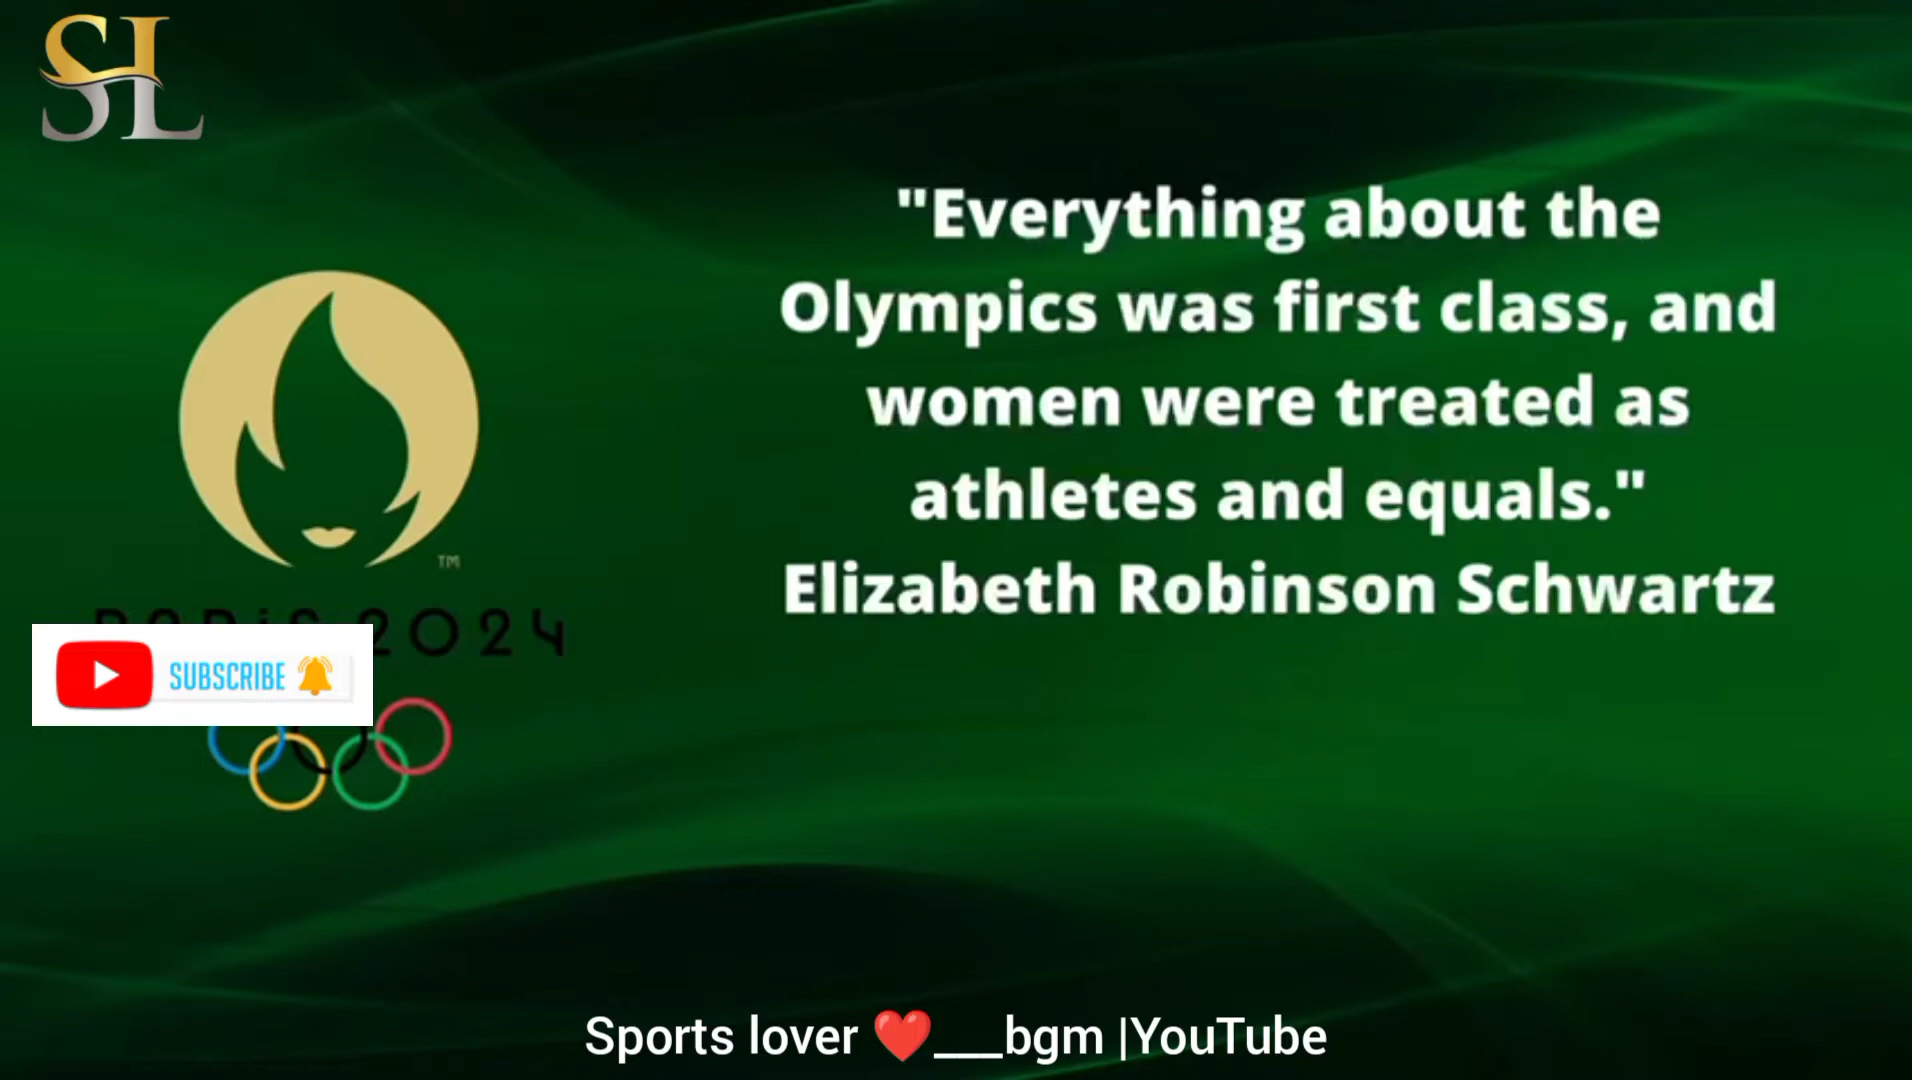 SL
"Everything about the
Olympics was first class, and
women were treated as
athletes and equals."
Elizabeth Robinson Schwartz
TM
2024
SUBSCRIBE
Sports lover ❤️___bgm |YouTube